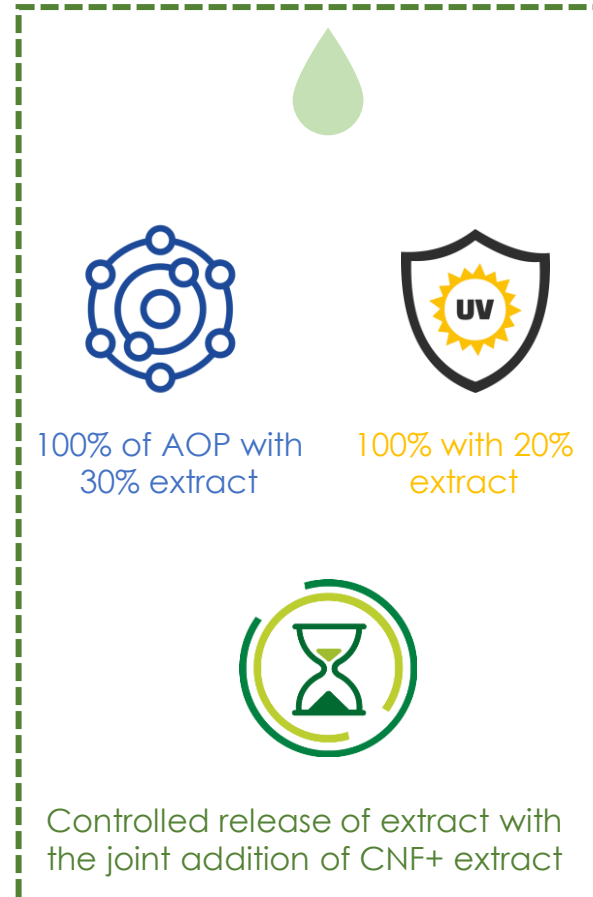 UV
100% of AOP with
30% extract
100% with 20%
extract
Controlled release of extract with
the joint addition of CNF+ extract